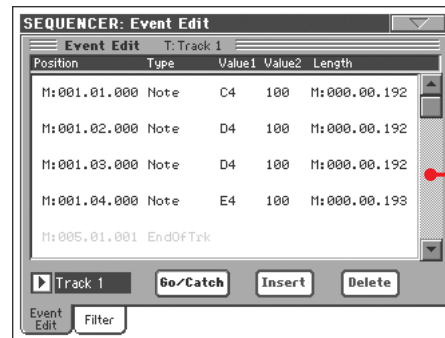 SEQUENCER: Event Edit
Event Edit T: Track 1
Position Type Value1 Value2 Length
M:001.01.000 Note C4 100 M:000.00.192
M:001.02.000 Note D4 100 M:000.00.192
M:001.03.000 Note D4 100 M:000.00.192
M:001.04.000 Note E4 100 M:000.00.193
M:005.01.001 EndOfTrk
Track 1 Go/Catch Insert Delete
Event Edit Filter